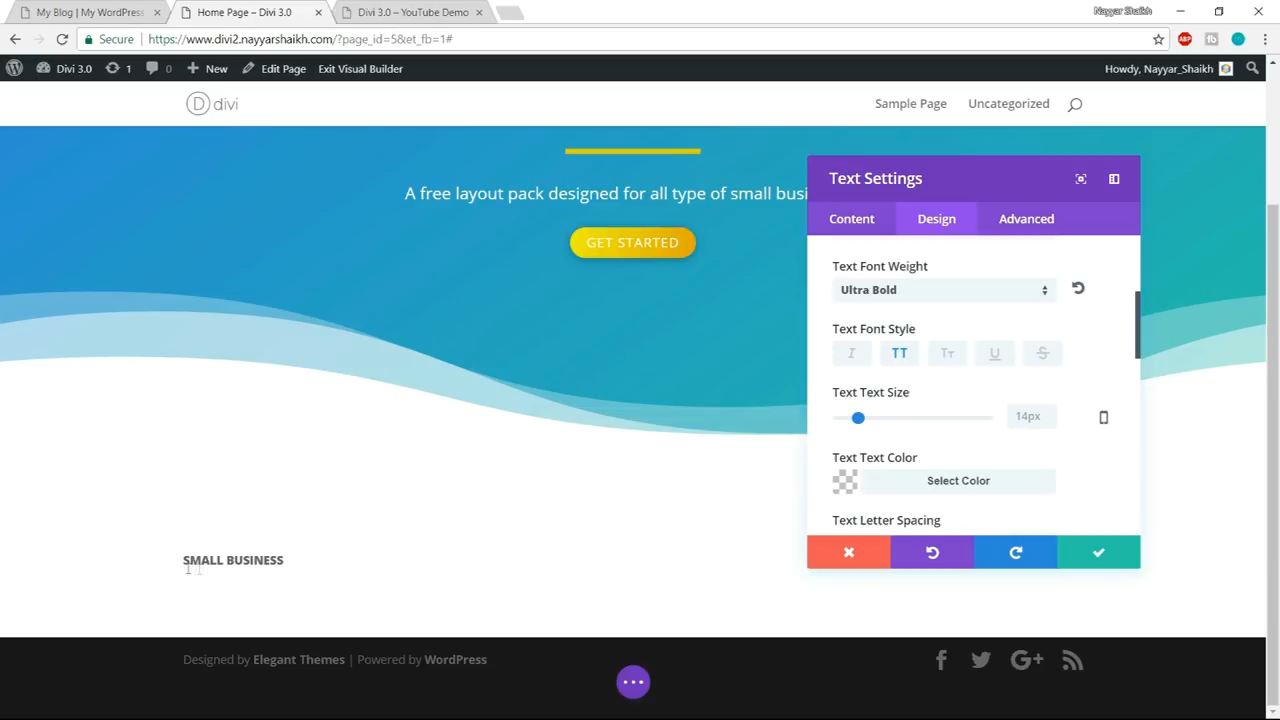 My Blog | My WordPress
Home Page – Divi 3.0
Divi 3.0 – YouTube Demo
Nayyar Shaikh
Secure
https://www.divi2.nayyarshaikh.com/?page_id=5&et_fb=1#
ABP
fb
Divi 3.0
1
0
New
Edit Page
Exit Visual Builder
Howdy, Nayyar_Shaikh
D divi
Sample Page
Uncategorized
A free layout pack designed for all type of small busi
GET STARTED
Text Settings
Content
Design
Advanced
Text Font Weight
Ultra Bold
Text Font Style
I TT Tт U S
Text Text Size
14px
Text Text Color
Select Color
Text Letter Spacing
SMALL BUSINESS
Designed by Elegant Themes | Powered by WordPress